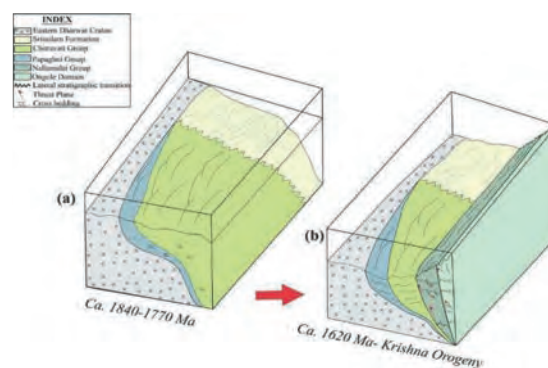 INDEX
Eastern Dharwar Craton
Srisailam Formation
Chitravati Group
Papaghni Group
Nallamalai Group
Ongole Domain
Lateral stratigraphic transition
Thrust Plane
Cross bedding
(a)
(b)
Ca. 1840-1770 Ma
Ca. 1620 Ma- Krishna Orogeny